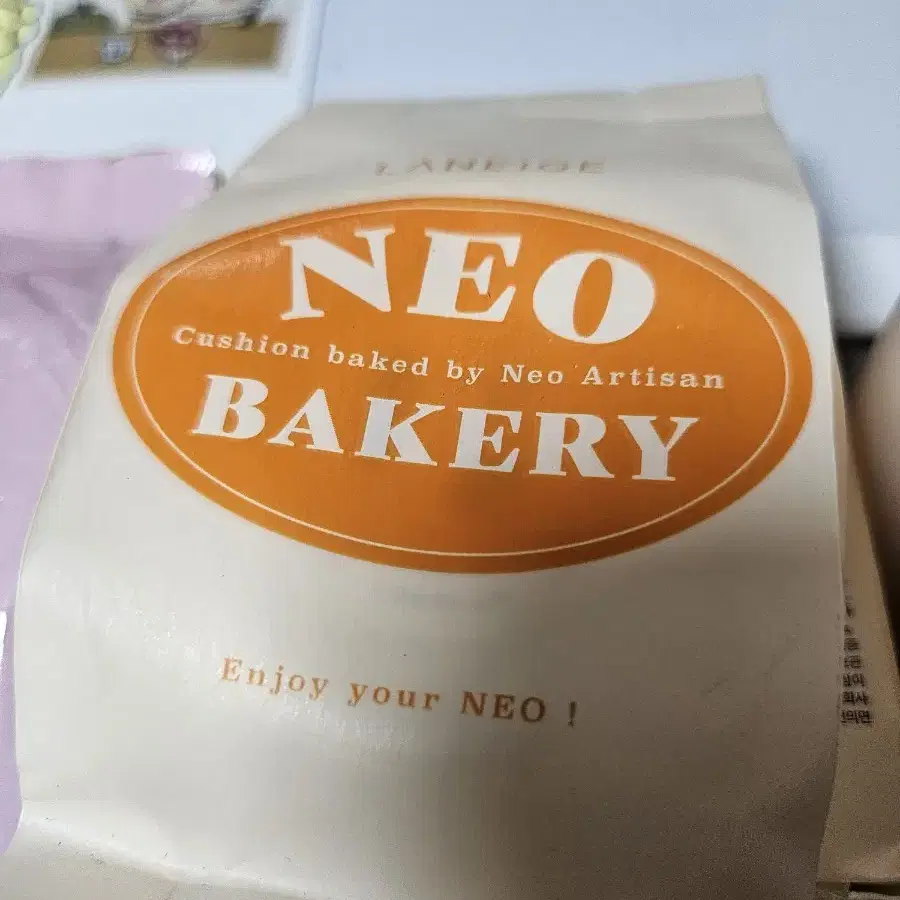 LANEIGE
NEO
Cushion baked by Neo Artisan
BAKERY
Enjoy your NEO !